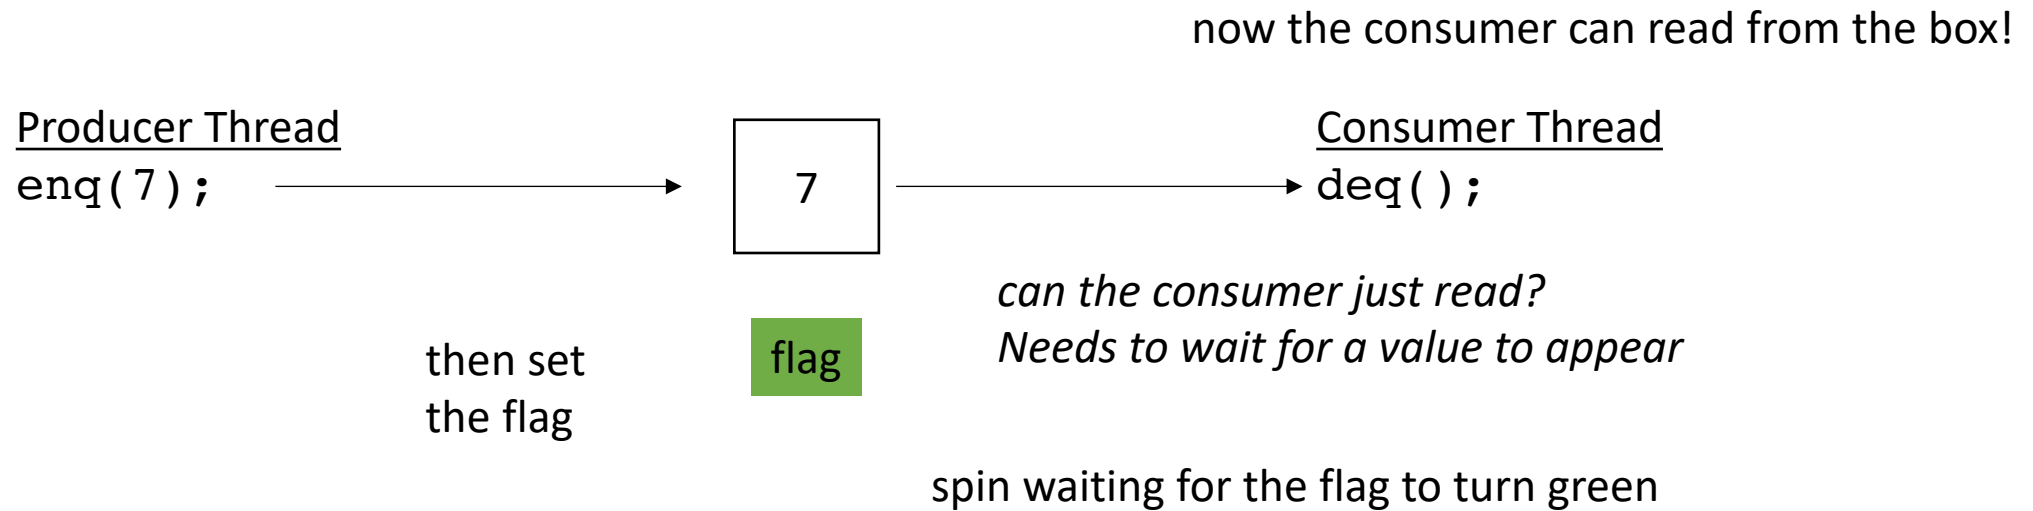 now the consumer can read from the box!
Producer Thread
enq(7);
7
Consumer Thread
deq();
can the consumer just read?
Needs to wait for a value to appear
then set
the flag
flag
spin waiting for the flag to turn green